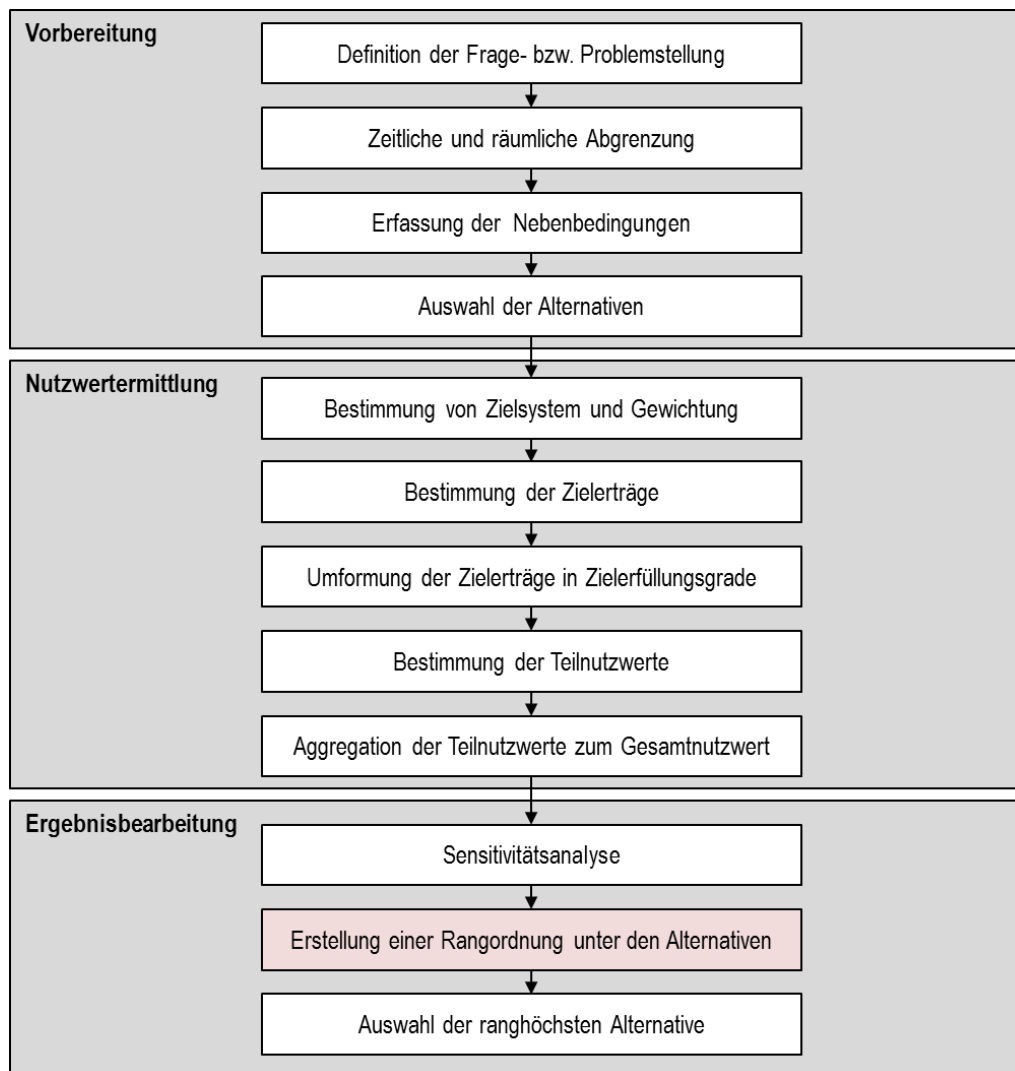 Vorbereitung
Definition der Frage- bzw. Problemstellung
Zeitliche und räumliche Abgrenzung
Erfassung der Nebenbedingungen
Auswahl der Alternativen
Nutzwertermittlung
Bestimmung von Zielsystem und Gewichtung
Bestimmung der Zielerträge
Umformung der Zielerträge in Zielerfüllungsgrade
Bestimmung der Teilnutzwerte
Aggregation der Teilnutzwerte zum Gesamtnutzwert
Ergebnisbearbeitung
Sensitivitätsanalyse
Erstellung einer Rangordnung unter den Alternativen
Auswahl der ranghöchsten Alternative